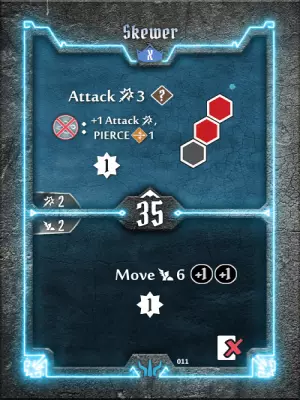 Skewer
X
Attack 3 ?
+1 Attack ,
PIERCE 1
1
2
35
2
Move 6 +1 +1
1
011